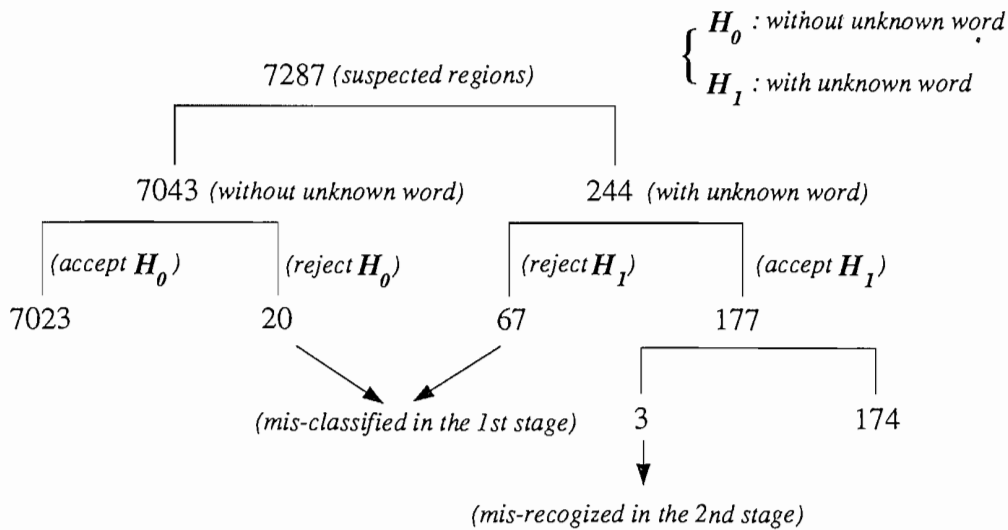 H0 : without unknown word
7287 (suspected regions)
H1 : with unknown word
7043 (without unknown word) 244 (with unknown word)
(accept H0) (reject H0) (reject H1) (accept H1)
7023 20 67 177
(mis-classified in the 1st stage) 3 174
(mis-recogized in the 2nd stage)